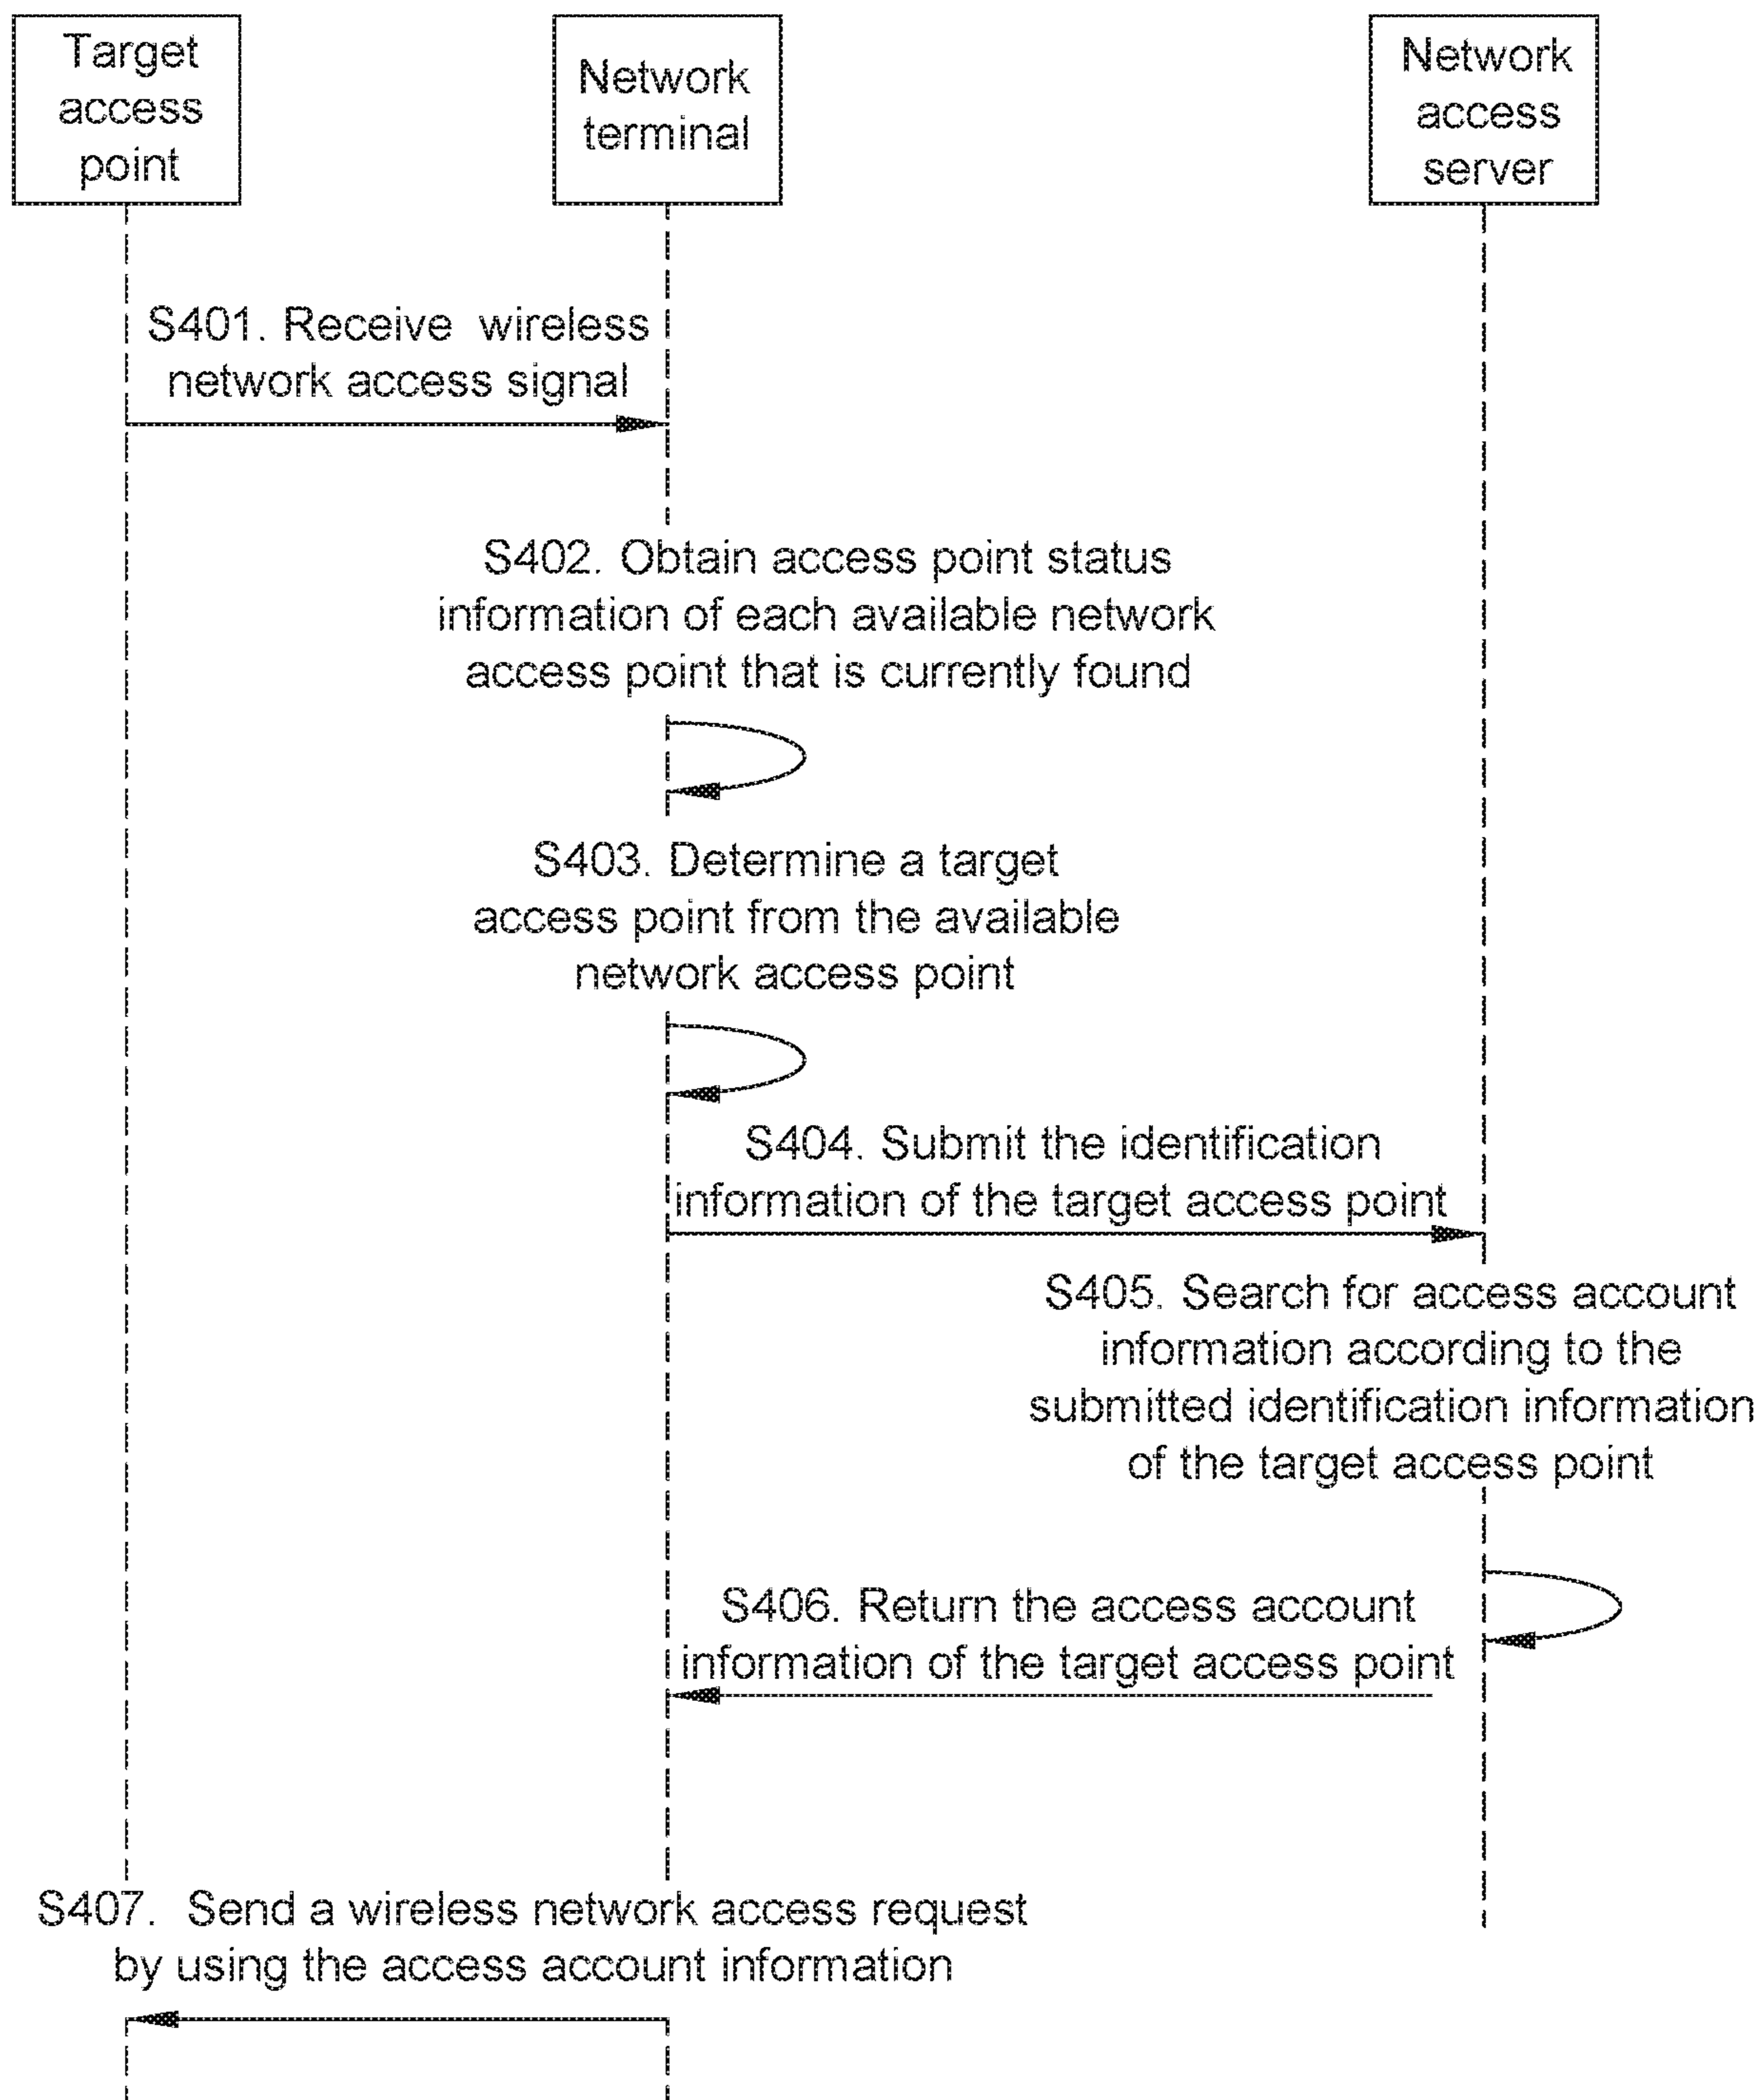 Target
access
point
Network
terminal
Network
access
server
S401. Receive wireless
network access signal
S402. Obtain access point status
information of each available network
access point that is currently found
S403. Determine a target
access point from the available
network access point
S404. Submit the identification
information of the target access point
S405. Search for access account
information according to the
submitted identification information
of the target access point
S406. Return the access account
information of the target access point
S407. Send a wireless network access request
by using the access account information